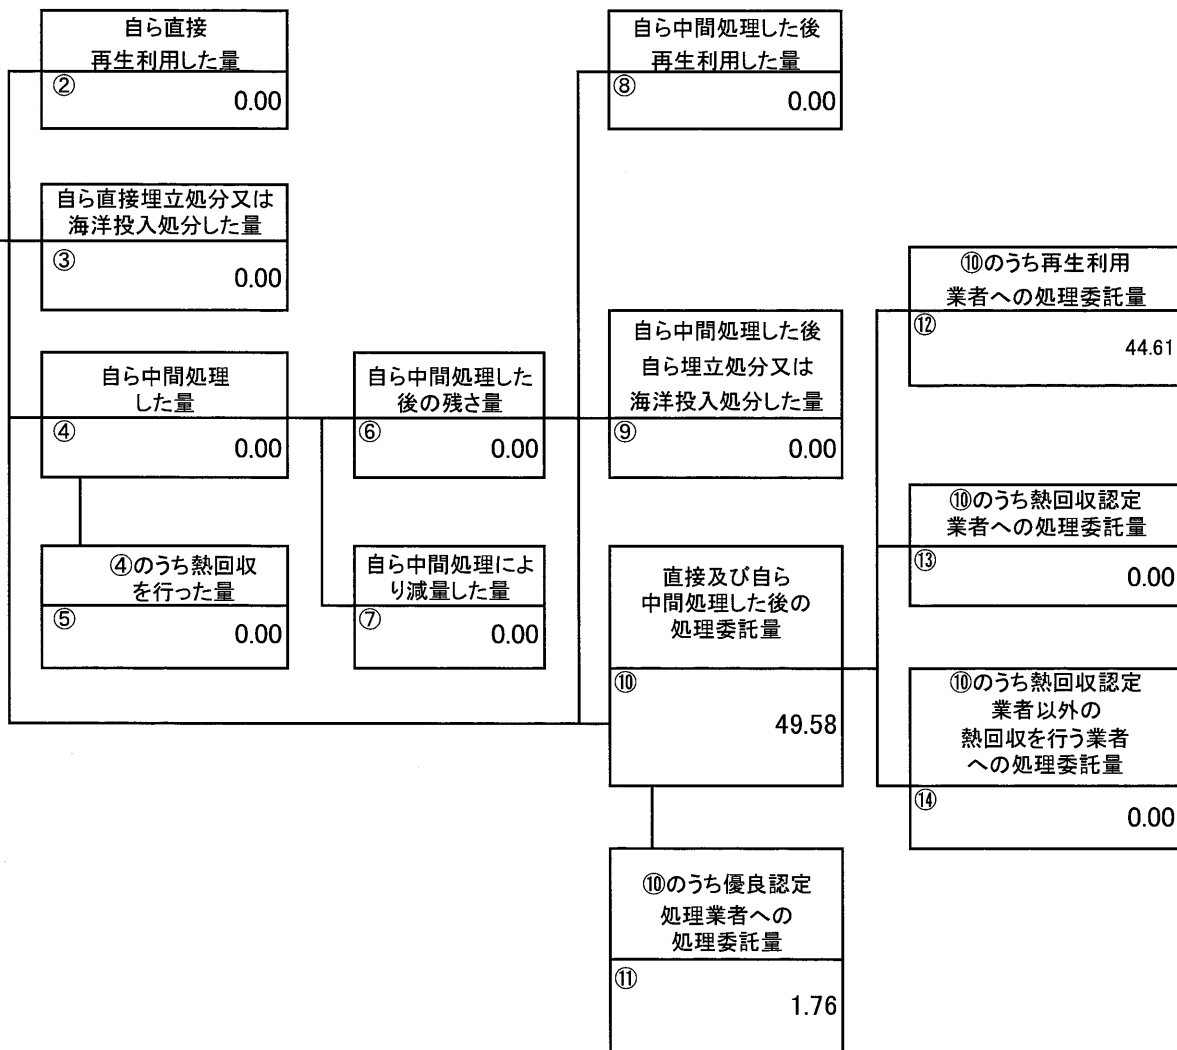 自ら直接
再生利用した量
②
0.00
自ら直接埋立処分又は
海洋投入処分した量
③
0.00
自ら中間処理
した量
④
0.00
④のうち熱回収
を行った量
⑤
0.00
自ら中間処理した
後の残さ量
⑥
0.00
自ら中間処理によ
り減量した量
⑦
0.00
自ら中間処理した後
再生利用した量
⑧
0.00
自ら中間処理した後
自ら埋立処分又は
海洋投入処分した量
⑨
0.00
直接及び自ら
中間処理した後の
処理委託量
⑩
49.58
⑩のうち優良認定
処理業者への
処理委託量
⑪
1.76
⑩のうち再生利用
業者への処理委託量
⑫
44.61
⑩のうち熱回収認定
業者への処理委託量
⑬
0.00
⑩のうち熱回収認定
業者以外の
熱回収を行う業者
への処理委託量
⑭
0.00